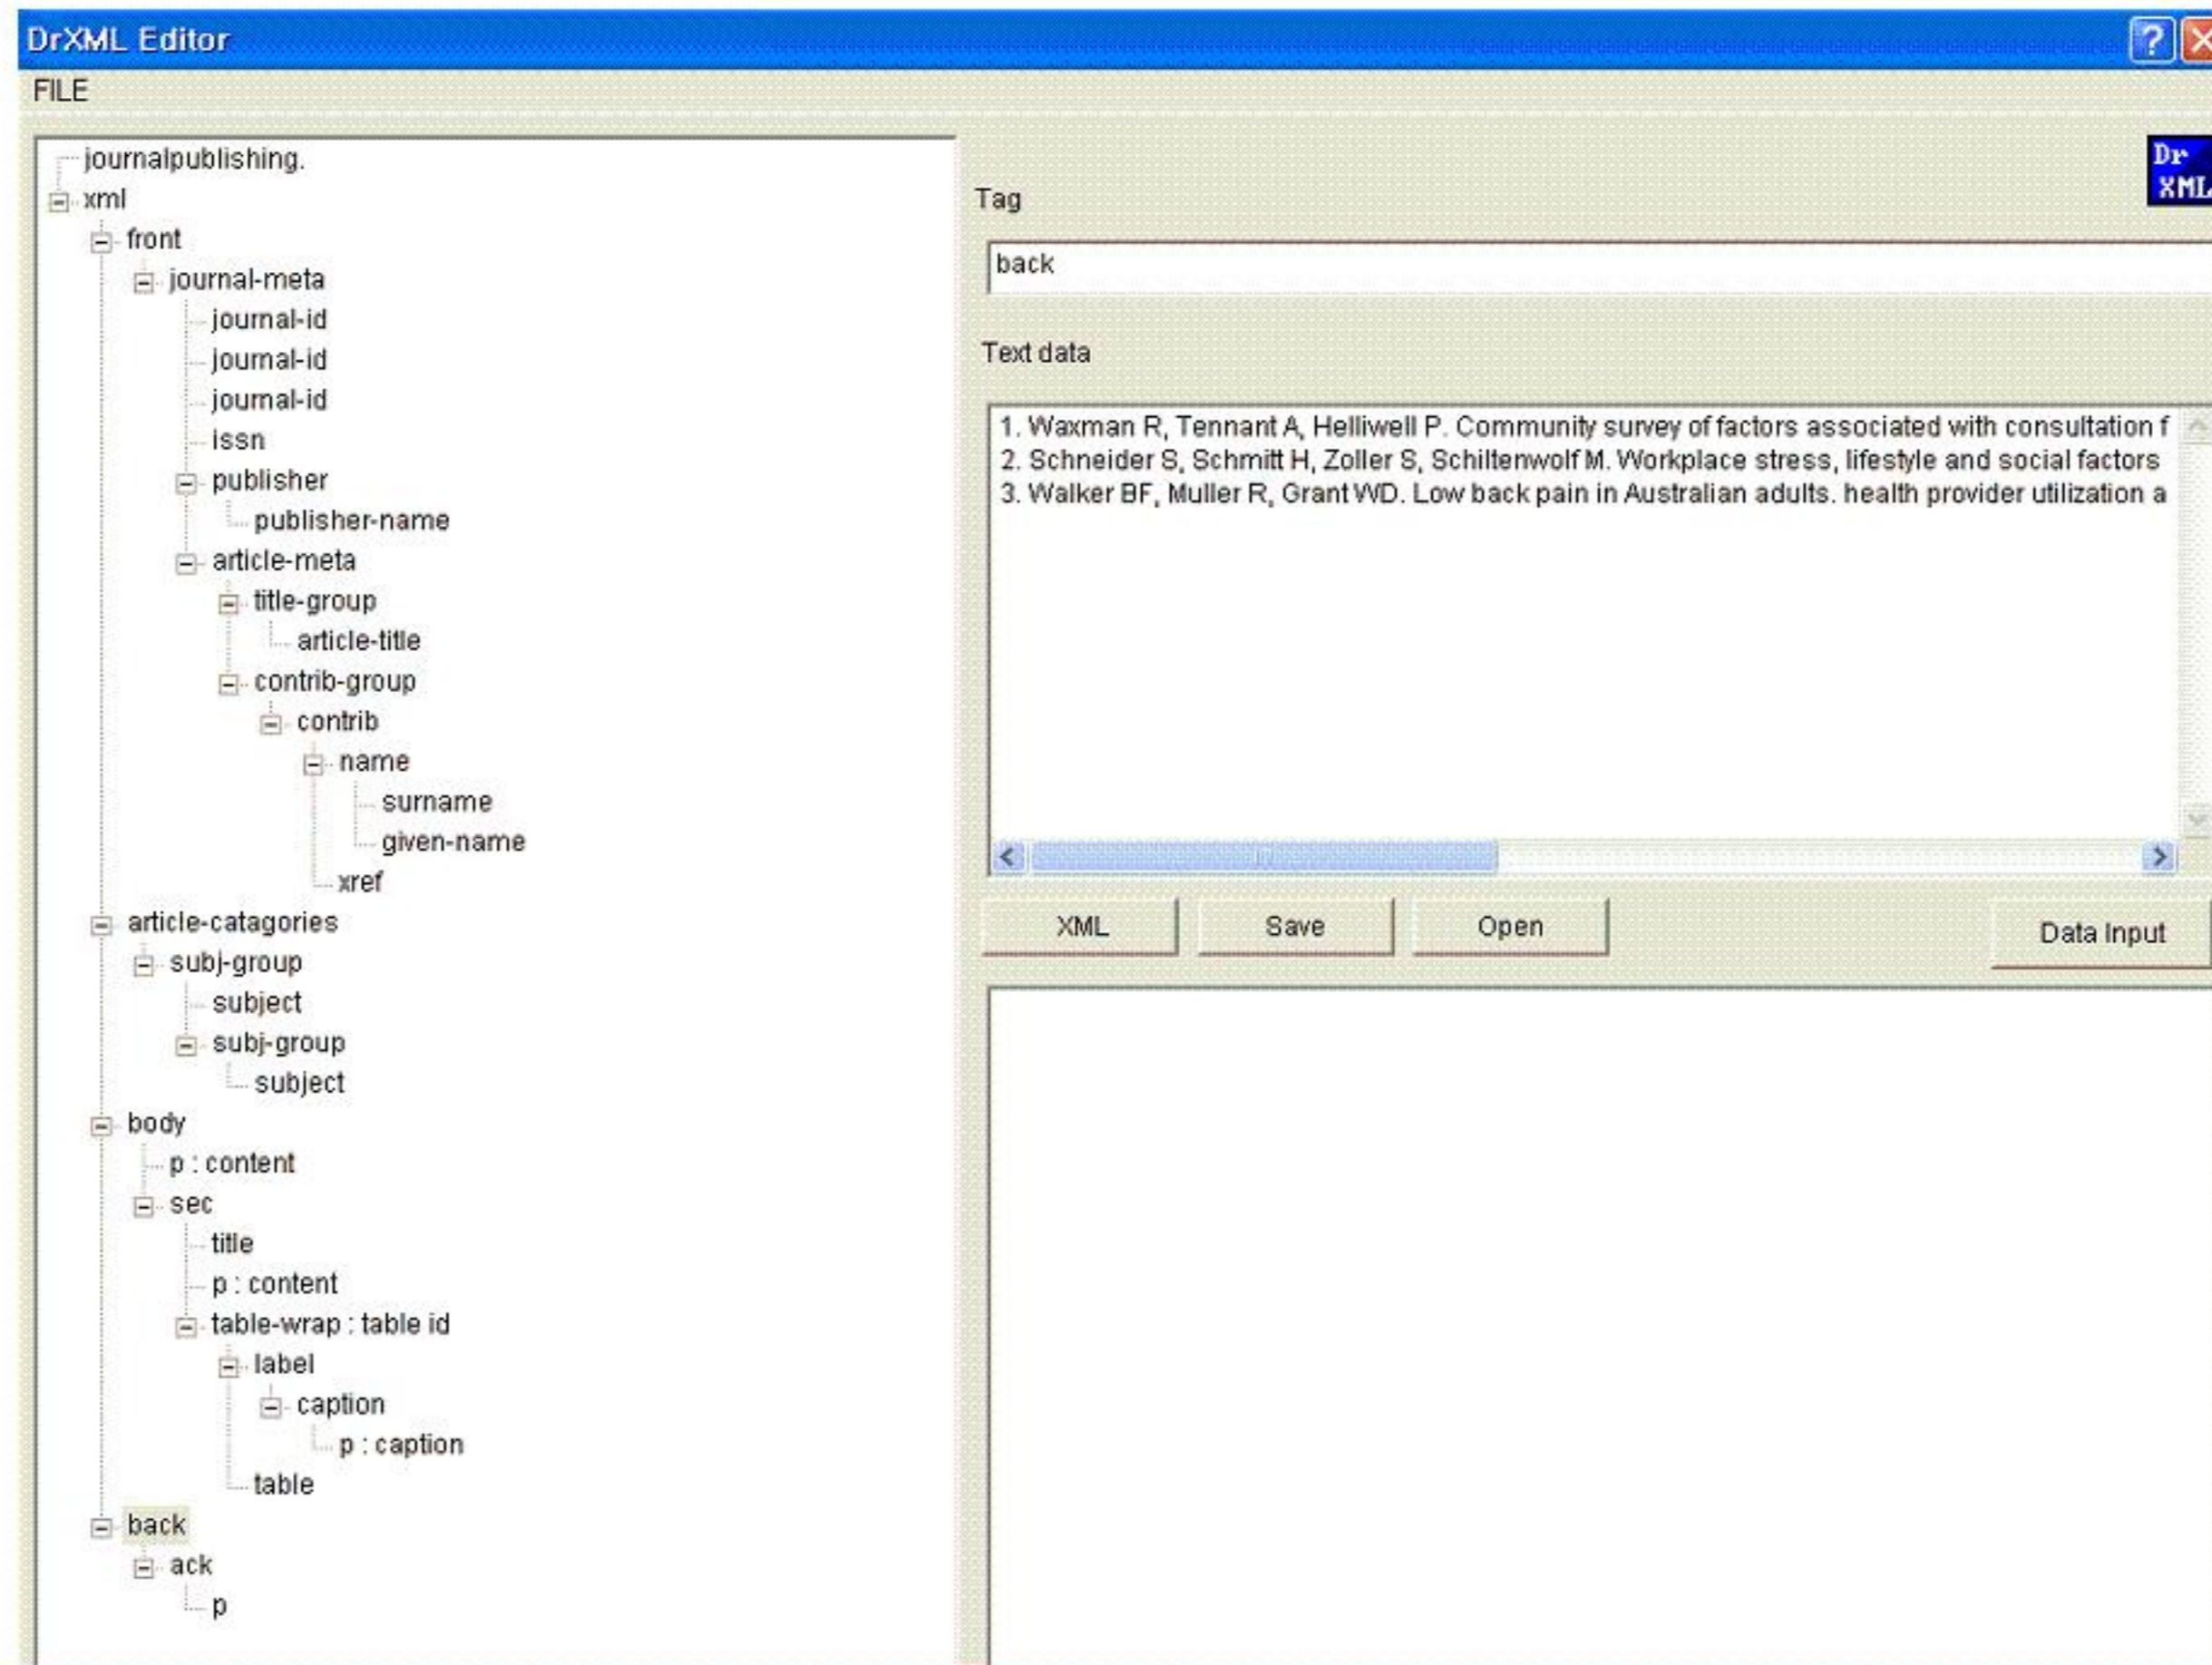 DrXML Editor
FILE
journalpublishing.
xml
front
journal-meta
journal-id
journal-id
journal-id
issn
publisher
publisher-name
article-meta
title-group
article-title
contrib-group
contrib
name
surname
given-name
xref
article-catagories
subj-group
subject
subj-group
subject
body
p : content
sec
title
p : content
table-wrap : table id
label
caption
p : caption
table
back
ack
p
Dr
XML
Tag
back
Text data
1. Waxman R, Tennant A, Helliwell P. Community survey of factors associated with consultation f
2. Schneider S, Schmitt H, Zoller S, Schiltenwolf M. Workplace stress, lifestyle and social factors
3. Walker BF, Muller R, Grant WD. Low back pain in Australian adults. health provider utilization a
XML
Save
Open
Data Input